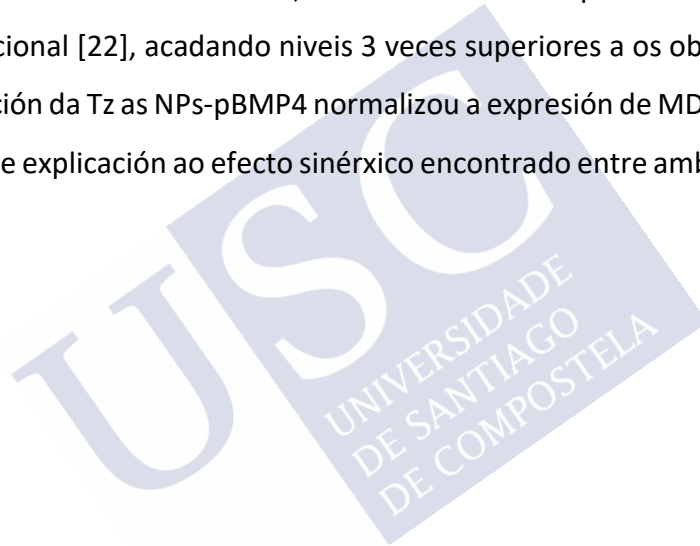 cional [22], acadando niveis 3 veces superiores a os ob
ción da Tz as NPs-pBMP4 normalizou a expresión de MD
e explicación ao efecto sinérxico encontrado entre amb
USC
UNIVERSIDADE
DE SANTIAGO
DE COMPOSTELA